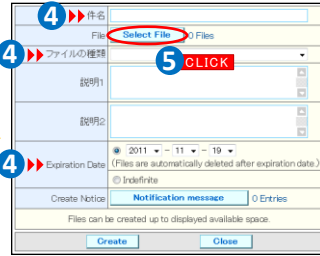 4 件名
File Select File 0 Files
4 ファイルの種類 5 CLICK
説明1
説明2
2011 - 11 - 19
4 Expiration Date (Files are automatically deleted after expiration date.)
Indefinite
Create Notice Notification message 0 Entries
Files can be created up to displayed available space.
Create Close